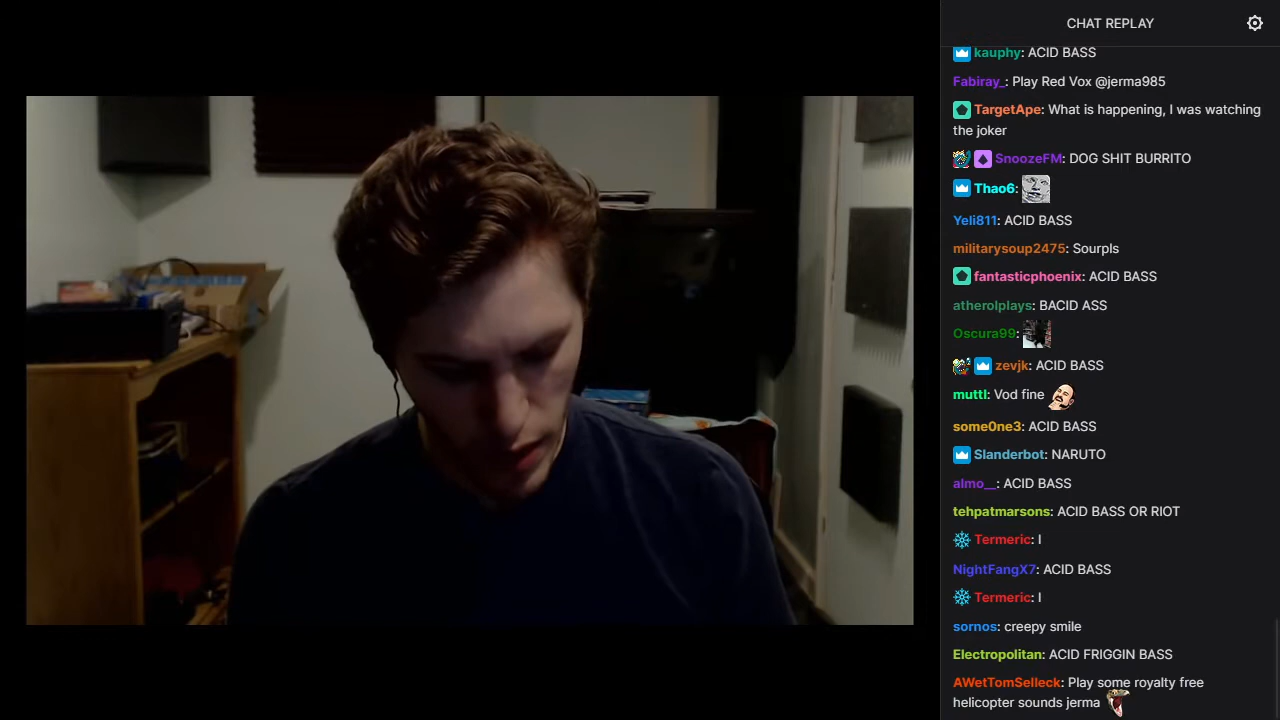 CHAT REPLAY
kauphy: ACID BASS
Fabiray_: Play Red Vox @jerma985
TargetApe: What is happening, I was watching
the joker
SnoozeFM: DOG SHIT BURRITO
Thao6:
Yeli811: ACID BASS
militarysoup2475: Sourpls
fantasticphoenix: ACID BASS
atherolplays: BACID ASS
Oscura99:
zevjk: ACID BASS
muttl: Vod fine
some0ne3: ACID BASS
Slanderbot: NARUTO
almo__: ACID BASS
tehpatmarsons: ACID BASS OR RIOT
Termeric: I
NightFangX7: ACID BASS
Termeric: I
sornos: creepy smile
Electropolitan: ACID FRIGGIN BASS
AWetTomSelleck: Play some royalty free
helicopter sounds jerma